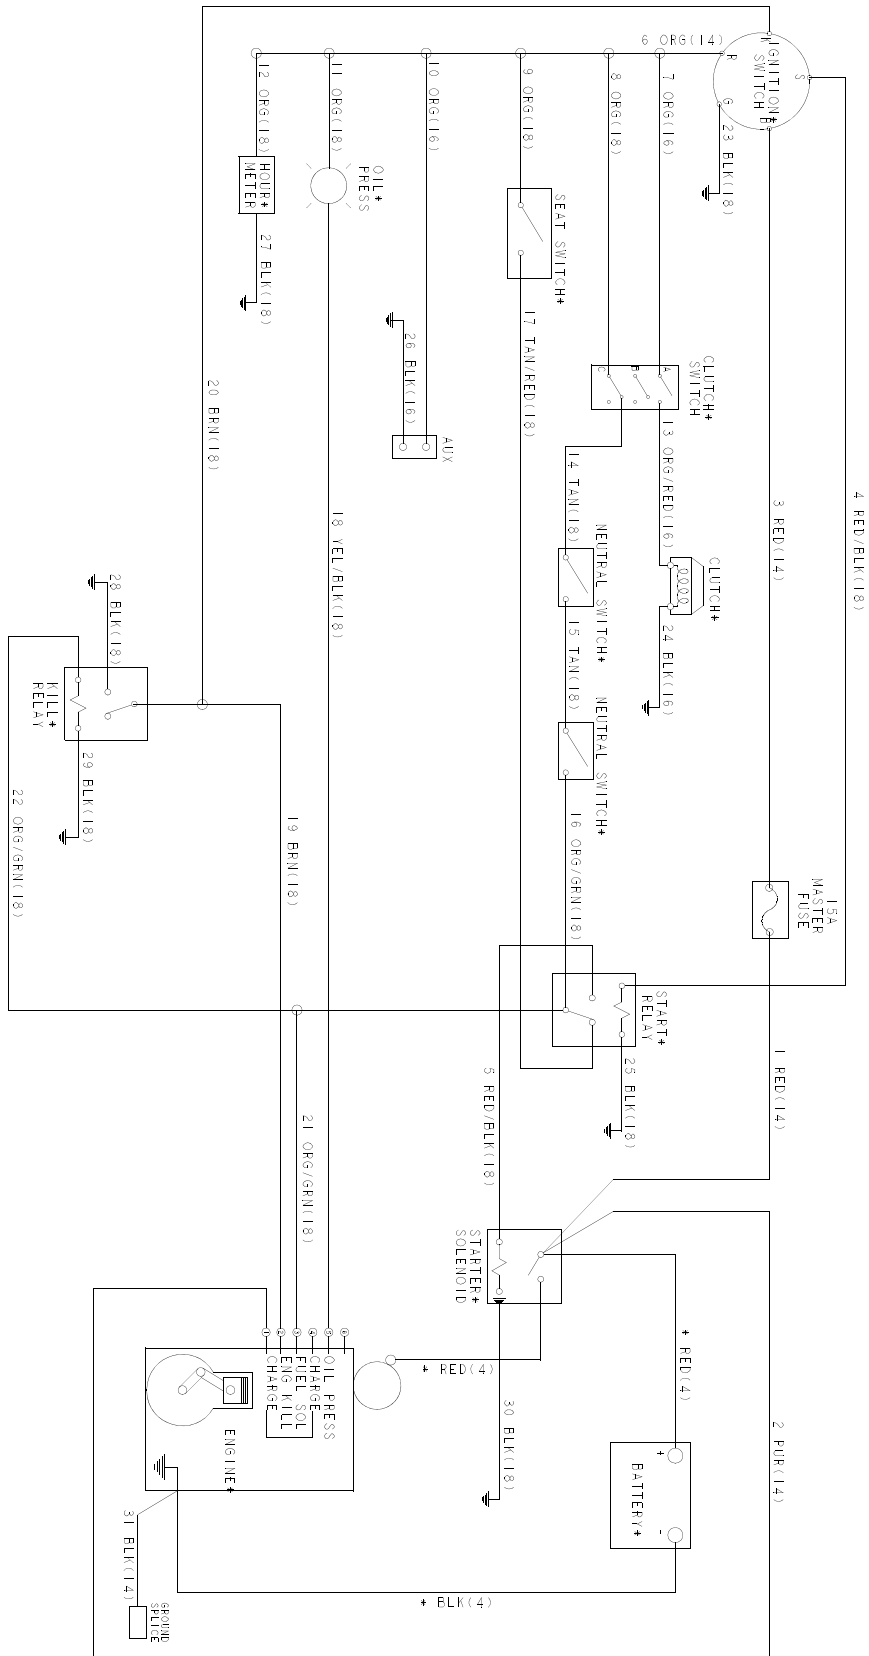 6 ORG(14)
IGNITION+
SWITCH
K
R
G
S
B
12 ORG(18)
11 ORG(18)
10 ORG(16)
9 ORG(18)
8 ORG(18)
7 ORG(16)
23 BLK(18)
HOUR+
METER
OIL+
PRESS
SEAT SWITCH+
27 BLK(18)
26 BLK(16)
17 TAN/RED(18)
CLUTCH+
SWITCH
A
B
C
20 BRN(18)
AUX
13 ORG/RED(16)
14 TAN(18)
3 RED(14)
4 RED/BLK(18)
18 YEL/BLK(18)
NEUTRAL SWITCH+
CLUTCH+
28 BLK(18)
15 TAN(18)
24 BLK(16)
KILL+
RELAY
NEUTRAL SWITCH+
29 BLK(18)
22 ORG/GRN(18)
19 BRN(18)
16 ORG/GRN(18)
15A
MASTER
FUSE
START+
RELAY
25 BLK(18)
5 RED/BLK(18)
1 RED(14)
21 ORG/GRN(18)
STARTER+
SOLENOID
1
2
3
4
5
6
OIL PRESS
CHARGE
FUEL SOL
ENG KILL
CHARGE
* RED(4)
* RED(4)
30 BLK(18)
2 PUR(14)
ENGINE+
+
BATTERY+
-
31 BLK(14)
GROUND
SPLICE
* BLK(4)